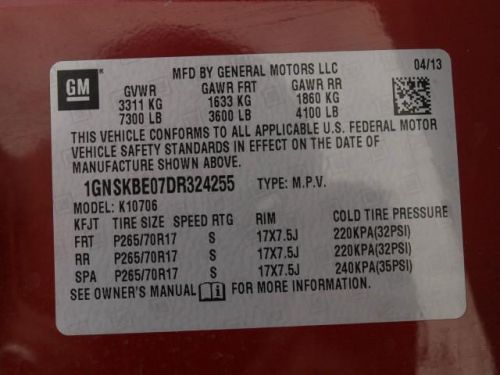 GM
MFD BY GENERAL MOTORS LLC
04/13
GVWR GAWR FRT GAWR RR
3311 KG 1633 KG 1860 KG
7300 LB 3600 LB 4100 LB
THIS VEHICLE CONFORMS TO ALL APPLICABLE U.S. FEDERAL MOTOR
VEHICLE SAFETY STANDARDS IN EFFECT ON THE DATE OF
MANUFACTURE SHOWN ABOVE.
1GNSKBE07DR324255 TYPE: M.P.V.
MODEL: K10706
KFJT TIRE SIZE SPEED RTG RIM COLD TIRE PRESSURE
FRT P265/70R17 S 17X7.5J 220KPA(32PSI)
RR P265/70R17 S 17X7.5J 220KPA(32PSI)
SPA P265/70R17 S 17X7.5J 240KPA(35PSI)
SEE OWNER'S MANUAL FOR MORE INFORMATION.